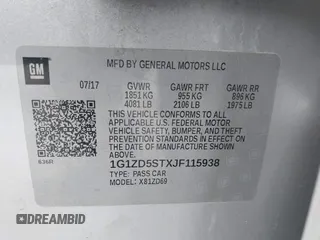 GM
MFD BY GENERAL MOTORS LLC
07/17 GVWR GAWR FRT GAWR RR
1851 KG 955 KG 896 KG
4081 LB 2106 LB 1975 LB
THIS VEHICLE CONFORMS TO ALL
APPLICABLE U.S. FEDERAL MOTOR
VEHICLE SAFETY, BUMPER, AND
THEFT PREVENTION STANDARDS
IN EFFECT ON THE DATE OF
MANUFACTURE SHOWN ABOVE.
1G1ZD5STXJF115938
TYPE: PASS CAR
MODEL: X81ZD69
DREAMBID